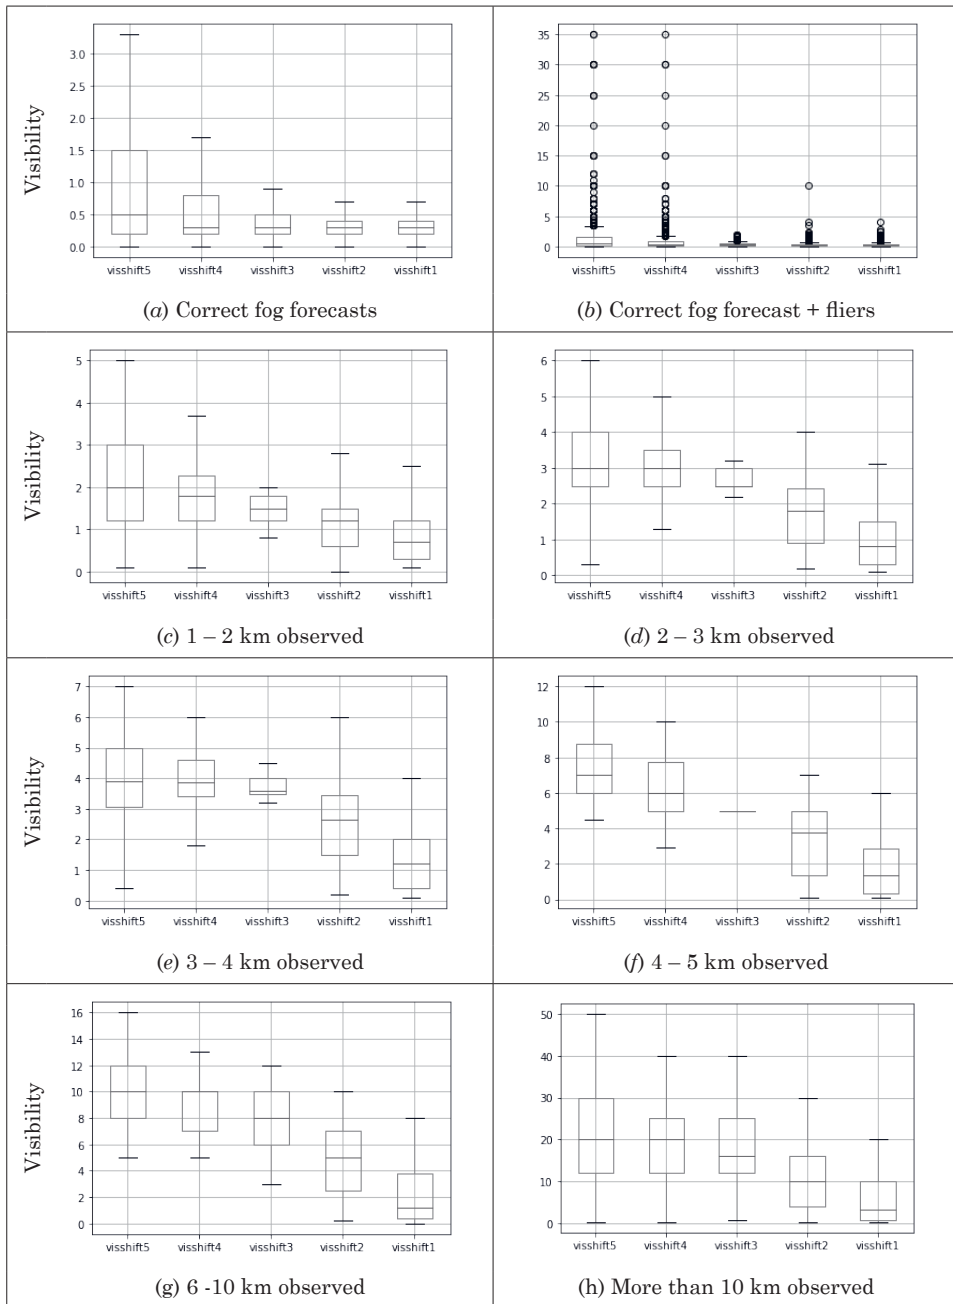 Visibility
3.0
2.5
2.0
1.5
1.0
0.5
0.0
visshift5 visshift4 visshift3 visshift2 visshift1
(a) Correct fog forecasts
35
30
25
20
15
10
5
0
visshift5 visshift4 visshift3 visshift2 visshift1
(b) Correct fog forecast + fliers
Visibility
5
4
3
2
1
0
visshift5 visshift4 visshift3 visshift2 visshift1
(c) 1 – 2 km observed
6
5
4
3
2
1
0
visshift5 visshift4 visshift3 visshift2 visshift1
(d) 2 – 3 km observed
Visibility
7
6
5
4
3
2
1
0
visshift5 visshift4 visshift3 visshift2 visshift1
(e) 3 – 4 km observed
12
10
8
6
4
2
0
visshift5 visshift4 visshift3 visshift2 visshift1
(f) 4 – 5 km observed
Visibility
16
14
12
10
8
6
4
2
0
visshift5 visshift4 visshift3 visshift2 visshift1
(g) 6 -10 km observed
50
40
30
20
10
0
visshift5 visshift4 visshift3 visshift2 visshift1
(h) More than 10 km observed